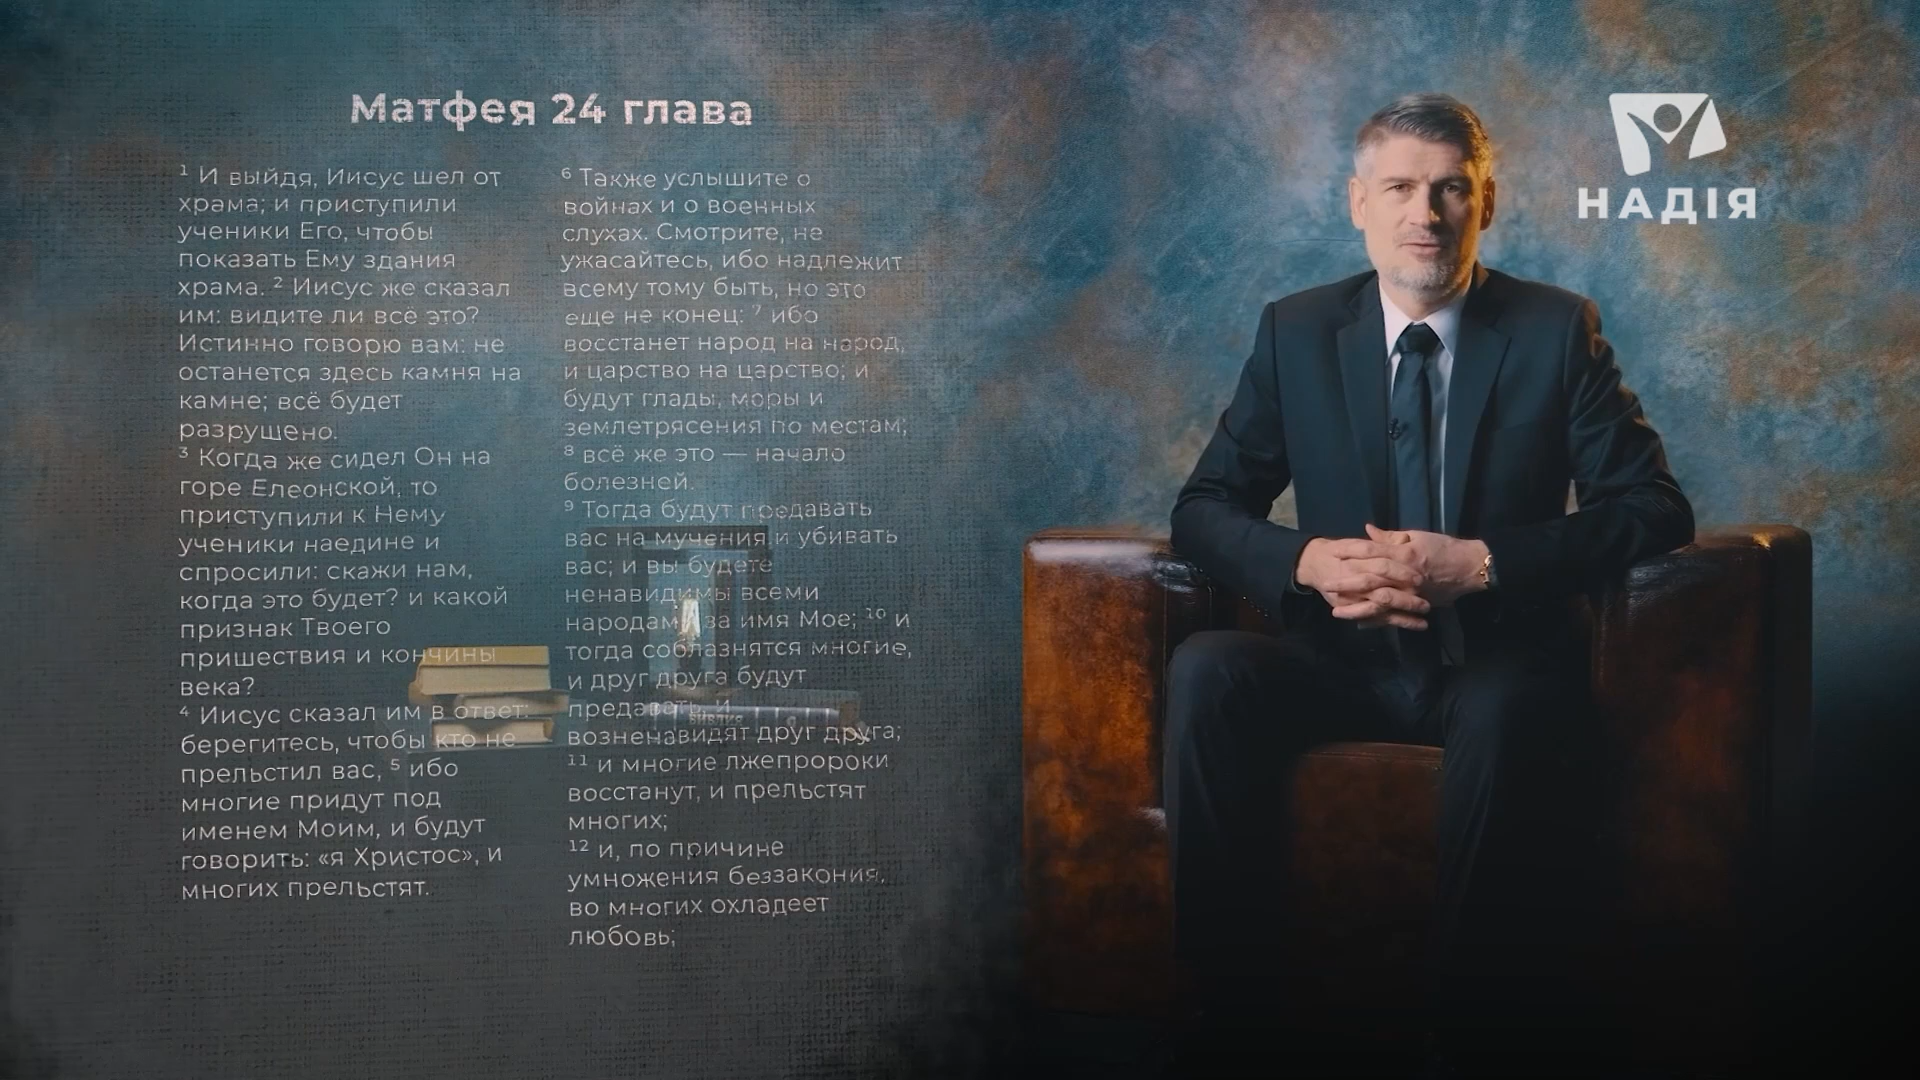 Матфея 24 глава
¹ И выйдя, Иисус шел от
храма; и приступили
ученики Его, чтобы
показать Ему здания
храма. ² Иисус же сказал
им: видите ли всё это?
Истинно говорю вам: не
останется здесь камня на
камне; всё будет
разрушено.
³ Когда же сидел Он на
горе Елеонской, то
приступили к Нему
ученики наедине и
спросили: скажи нам,
когда это будет? и какой
признак Твоего
пришествия и кончины
века?
⁴ Иисус сказал им в ответ:
берегитесь, чтобы кто не
прельстил вас, ⁵ ибо
многие придут под
именем Моим, и будут
говорить: «я Христос», и
многих прельстят.
⁶ Также услышите о
войнах и о военных
слухах. Смотрите, не
ужасайтесь, ибо надлежит
всему тому быть, но это
еще не конец: ⁷ ибо
восстанет народ на народ,
и царство на царство; и
будут глады, моры и
землетрясения по местам;
⁸ всё же это — начало
болезней.
⁹ Тогда будут предавать
вас на мучения и убивать
вас; и вы будете
ненавидимы всеми
народами за имя Мое; ¹⁰ и
тогда соблазнятся многие,
и друг друга будут
предавать, и
возненавидят друг друга;
¹¹ и многие лжепророки
восстанут, и прельстят
многих;
¹² и, по причине
умножения беззакония,
во многих охладеет
любовь;
БИБЛИЯ
НАДІЯ